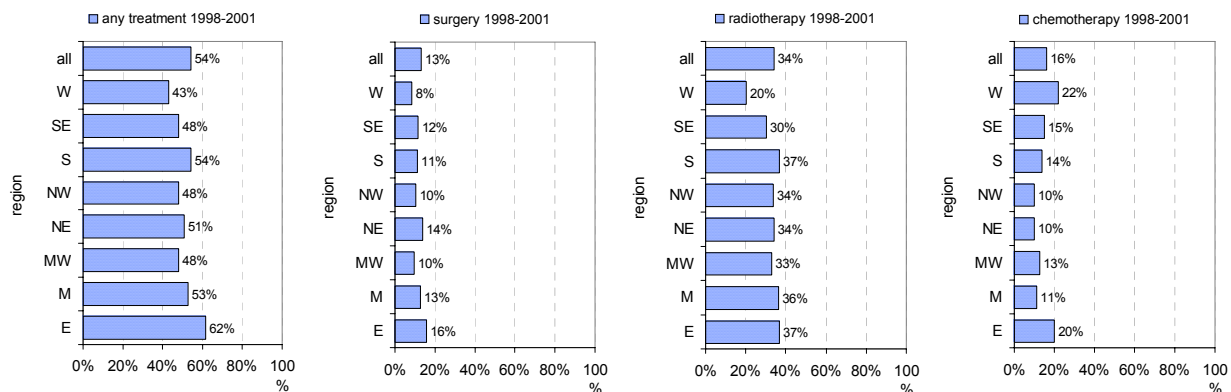 any treatment 1998-2001
region
all 54%
W 43%
SE 48%
S 54%
NW 48%
NE 51%
MW 48%
M 53%
E 62%
0% 20% 40% 60% 80% 100
%
surgery 1998-2001
region
all 13%
W 8%
SE 12%
S 11%
NW 10%
NE 14%
MW 10%
M 13%
E 16%
0% 20% 40% 60% 80% 100
%
radiotherapy 1998-2001
region
all 34%
W 20%
SE 30%
S 37%
NW 34%
NE 34%
MW 33%
M 36%
E 37%
0% 20% 40% 60% 80% 100
%
chemotherapy 1998-2001
region
all 16%
W 22%
SE 15%
S 14%
NW 10%
NE 10%
MW 13%
M 11%
E 20%
0% 20% 40% 60% 80% 100
%